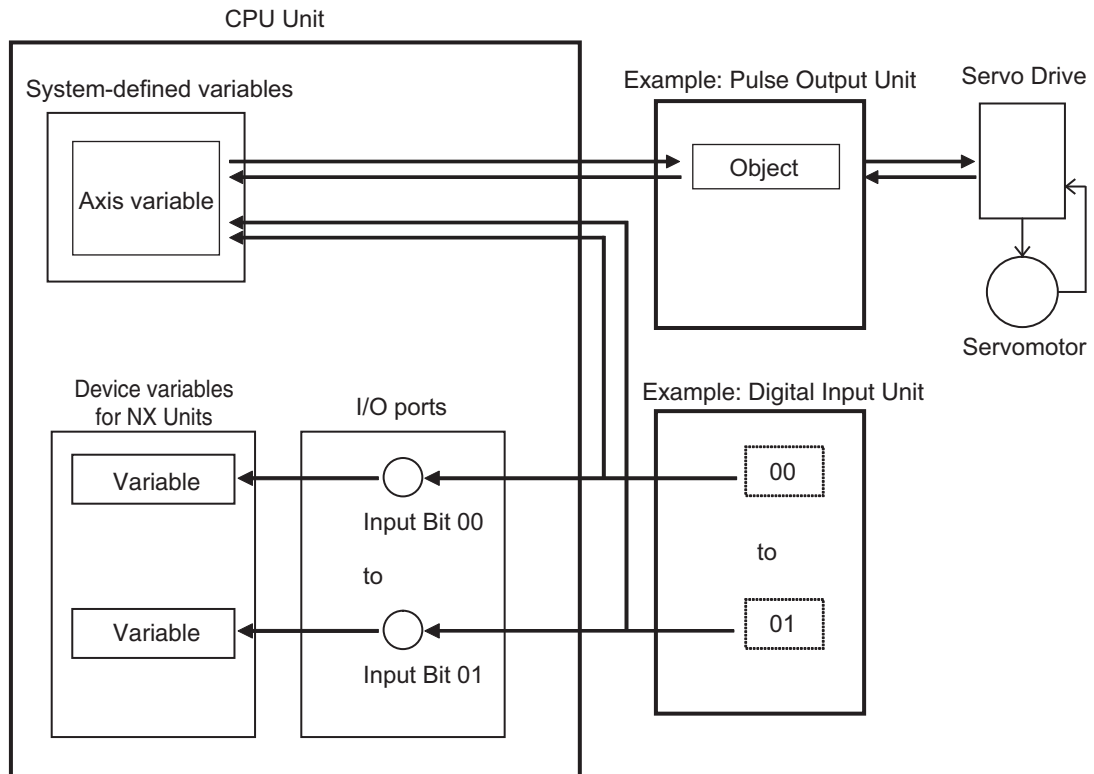 CPU Unit
System-defined variables
Axis variable
Example: Pulse Output Unit
Object
Servo Drive
Servomotor
Device variables
for NX Units
Variable
Variable
I/O ports
Input Bit 00
to
Input Bit 01
Example: Digital Input Unit
00
to
01